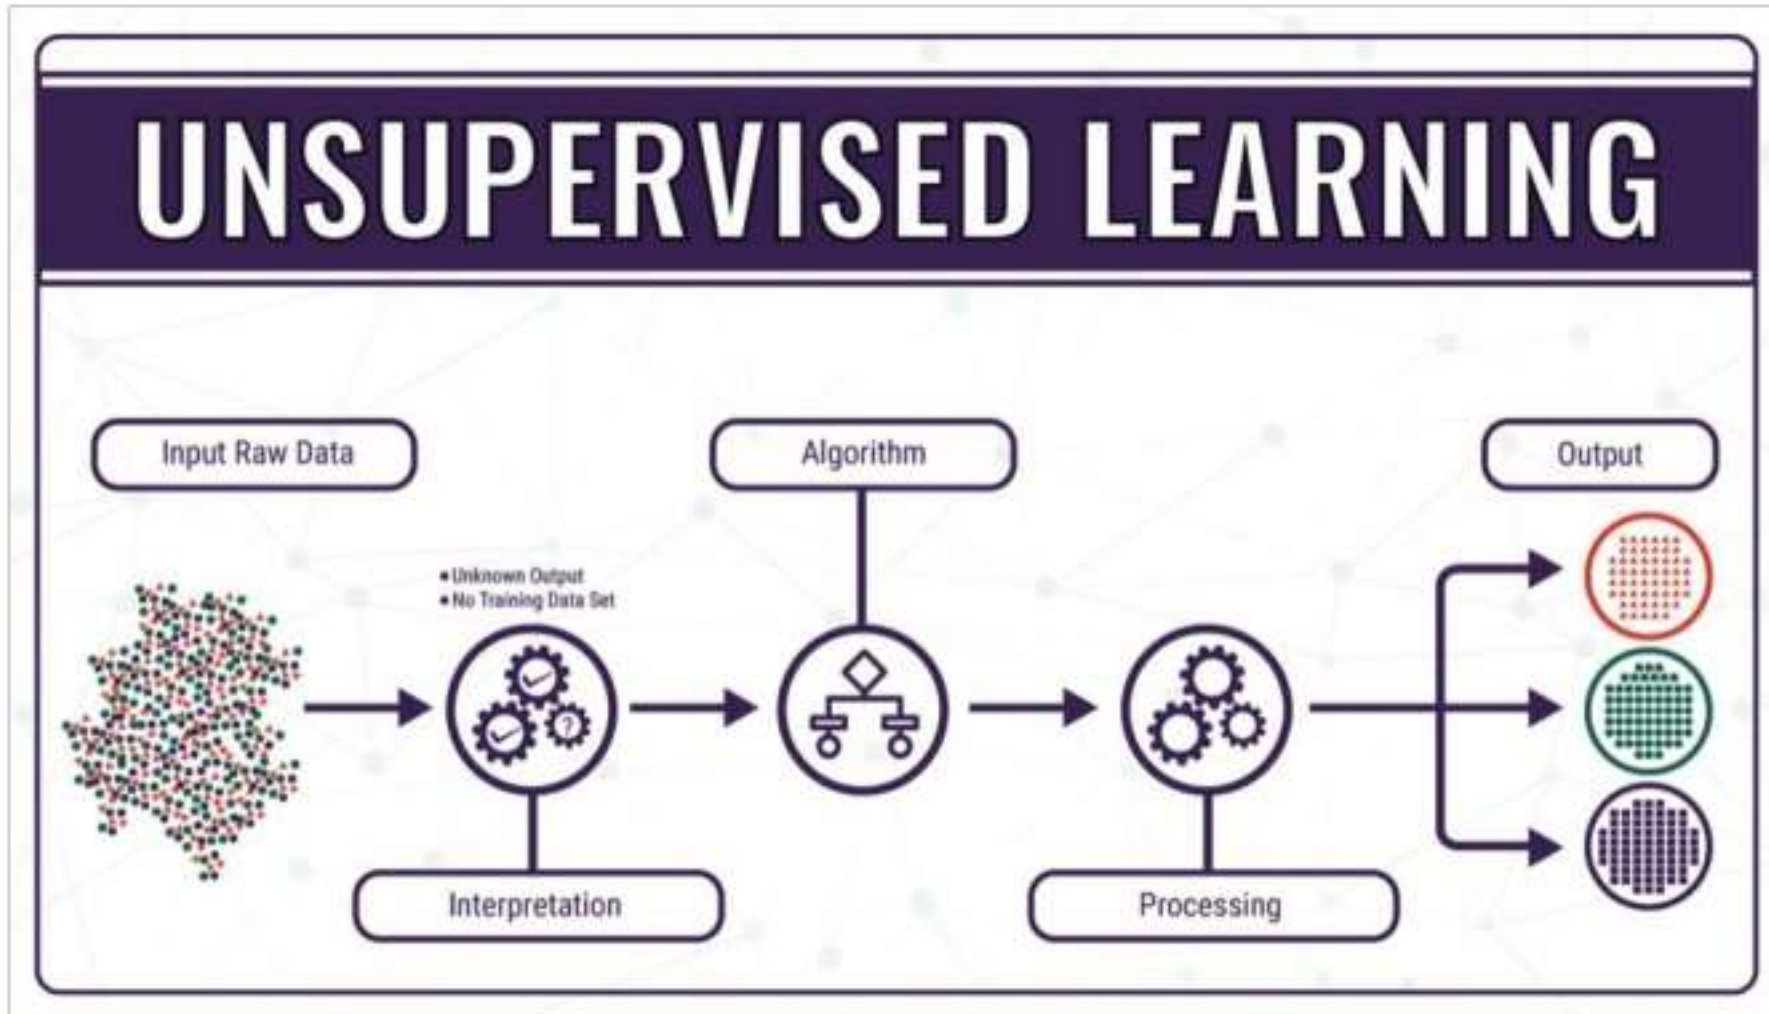 UNSUPERVISED LEARNING
Input Raw Data
Algorithm
Output
• Unknown Output
• No Training Data Set
?
Interpretation
Processing